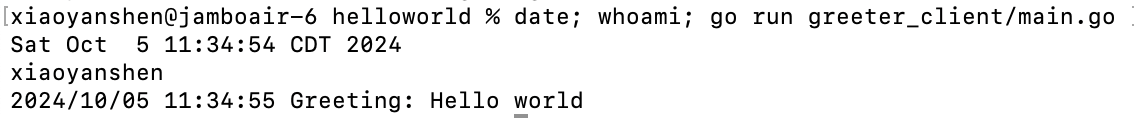 [xiaoyanshen@jamboair-6 helloworld % date; whoami; go run greeter_client/main.go ]
Sat Oct  5 11:34:54 CDT 2024
xiaoyanshen
2024/10/05 11:34:55 Greeting: Hello world